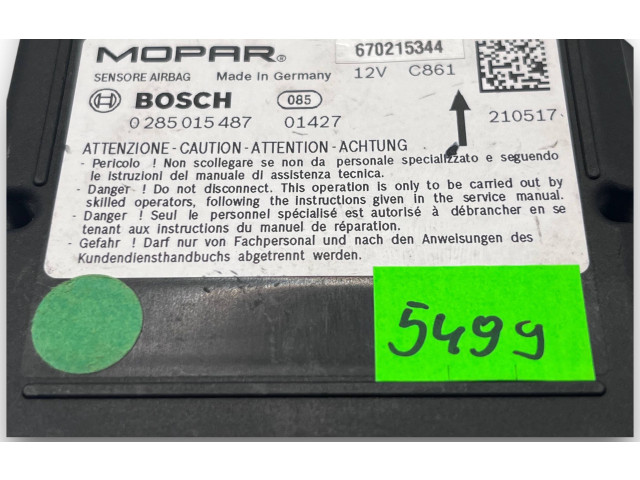 MOPAR® 670215344
SENSORE AIRBAG Made in Germany 12V C861
BOSCH 085
0 285 015 487 01427 210517
ATTENZIONE - CAUTION - ATTENTION - ACHTUNG
- Pericolo ! Non scollegare se non da personale specializzato e seguendo
le istruzioni del manuale di assistenza tecnica.
- Danger ! Do not disconnect. This operation is only to be carried out by
skilled operators, following the instructions given in the service manual.
- Danger ! Seul le personnel spécialisé est autorisé à débrancher en se
tenant aux instructions du manuel de réparation.
- Gefahr ! Darf nur von Fachpersonal und nach den Anweisungen des
Kundendiensthandbuchs abgetrennt werden.
5499